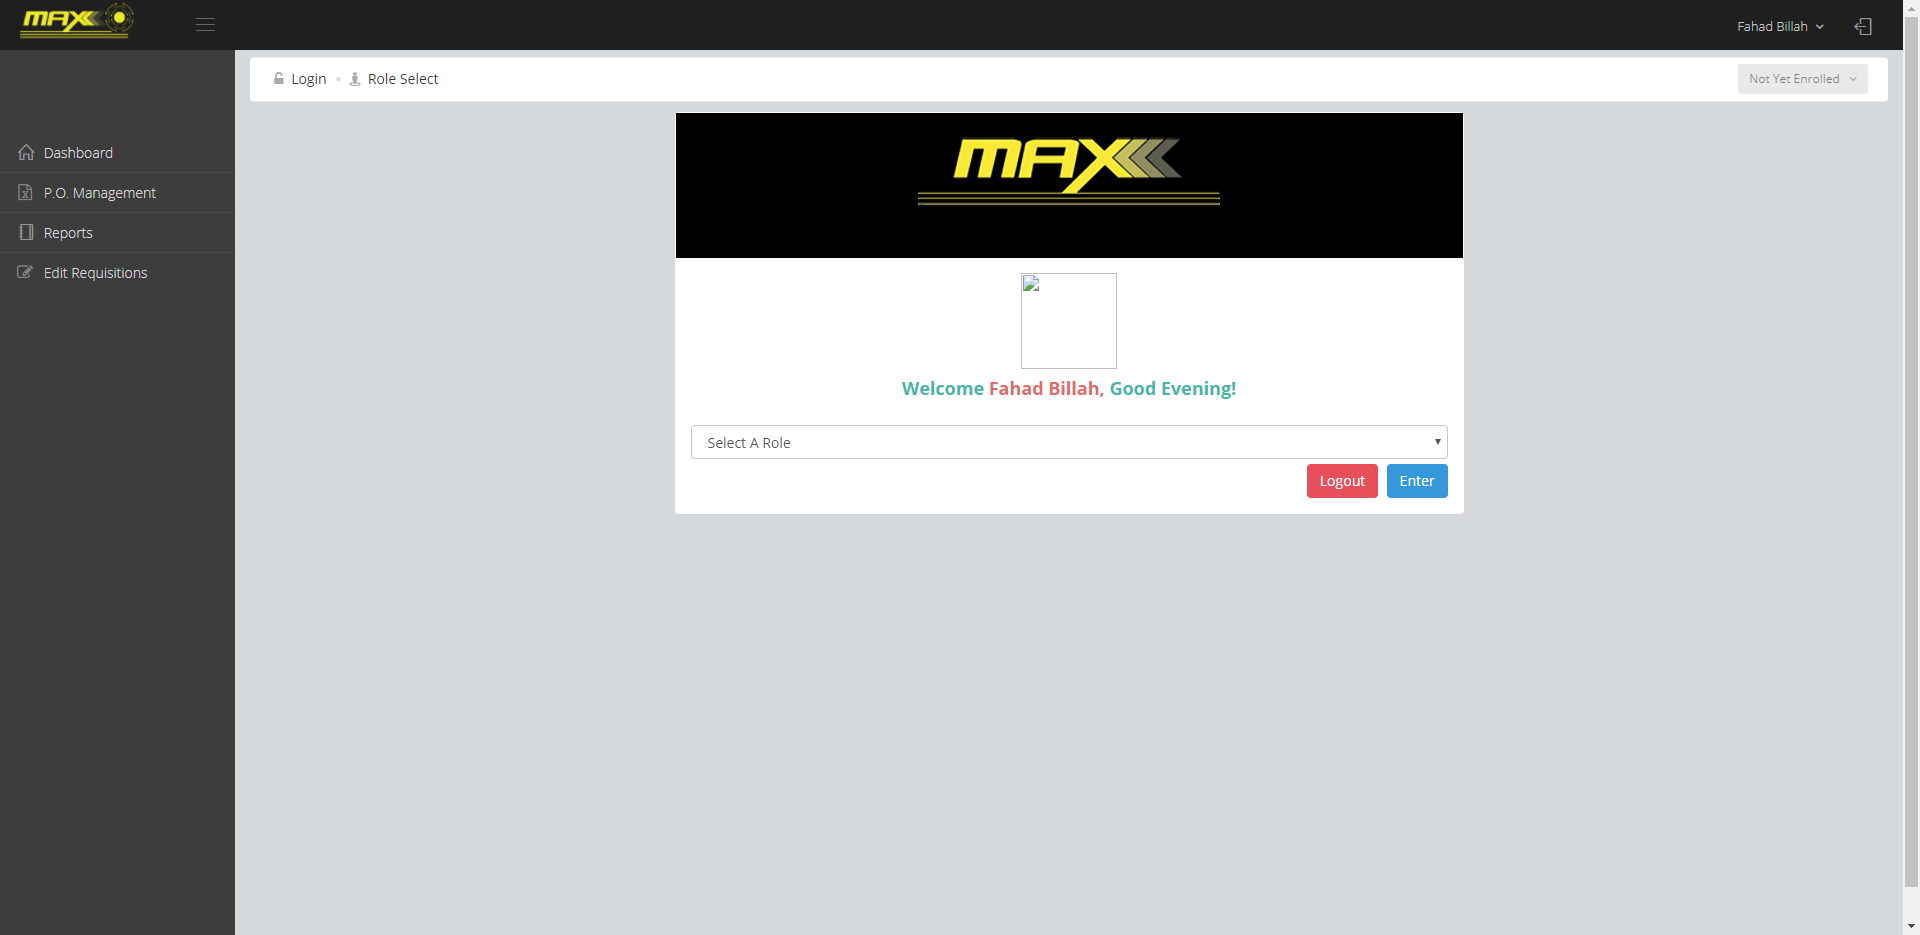 MAX
Fahad Billah
Login
Role Select
Not Yet Enrolled
Dashboard
P.O. Management
Reports
Edit Requisitions
MAX
Welcome Fahad Billah, Good Evening!
Select A Role
Logout
Enter